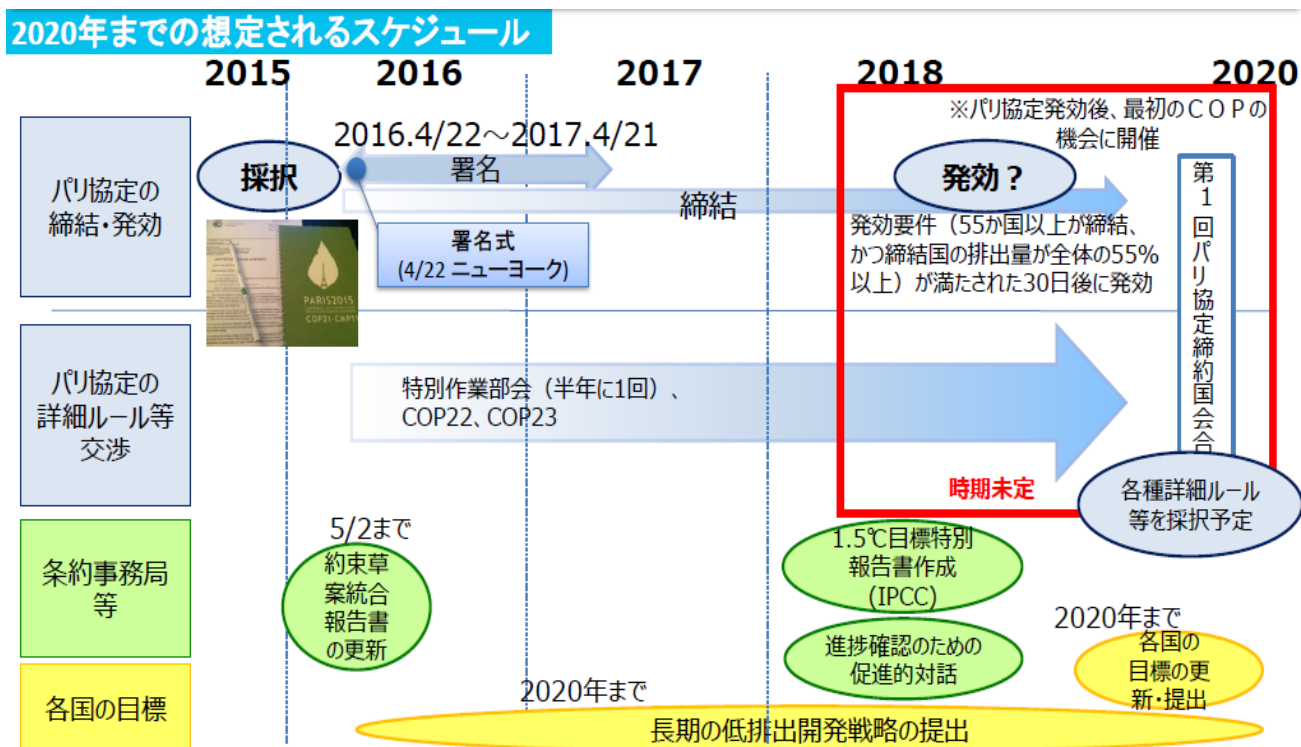 2020年までの想定されるスケジュール
2015
2016
2017
2018
2020
パリ協定の
締結・発効
採択
2016.4/22～2017.4/21
署名
締結
署名式
(4/22 ニューヨーク)
PARIS2015
COP21-CMP11
※パリ協定発効後、最初のＣＯＰの
機会に開催
発効？
発効要件（55か国以上が締結、
かつ締結国の排出量が全体の55%
以上）が満たされた30日後に発効
第１回パリ協定締約国会合
パリ協定の
詳細ルール等
交渉
特別作業部会（半年に1回）、
COP22、COP23
時期未定
各種詳細ルール
等を採択予定
条約事務局
等
5/2まで
約束草
案統合
報告書
の更新
1.5℃目標特別
報告書作成
(IPCC)
進捗確認のための
促進的対話
2020年まで
各国の
目標の更
新・提出
各国の目標
2020年まで
長期の低排出開発戦略の提出